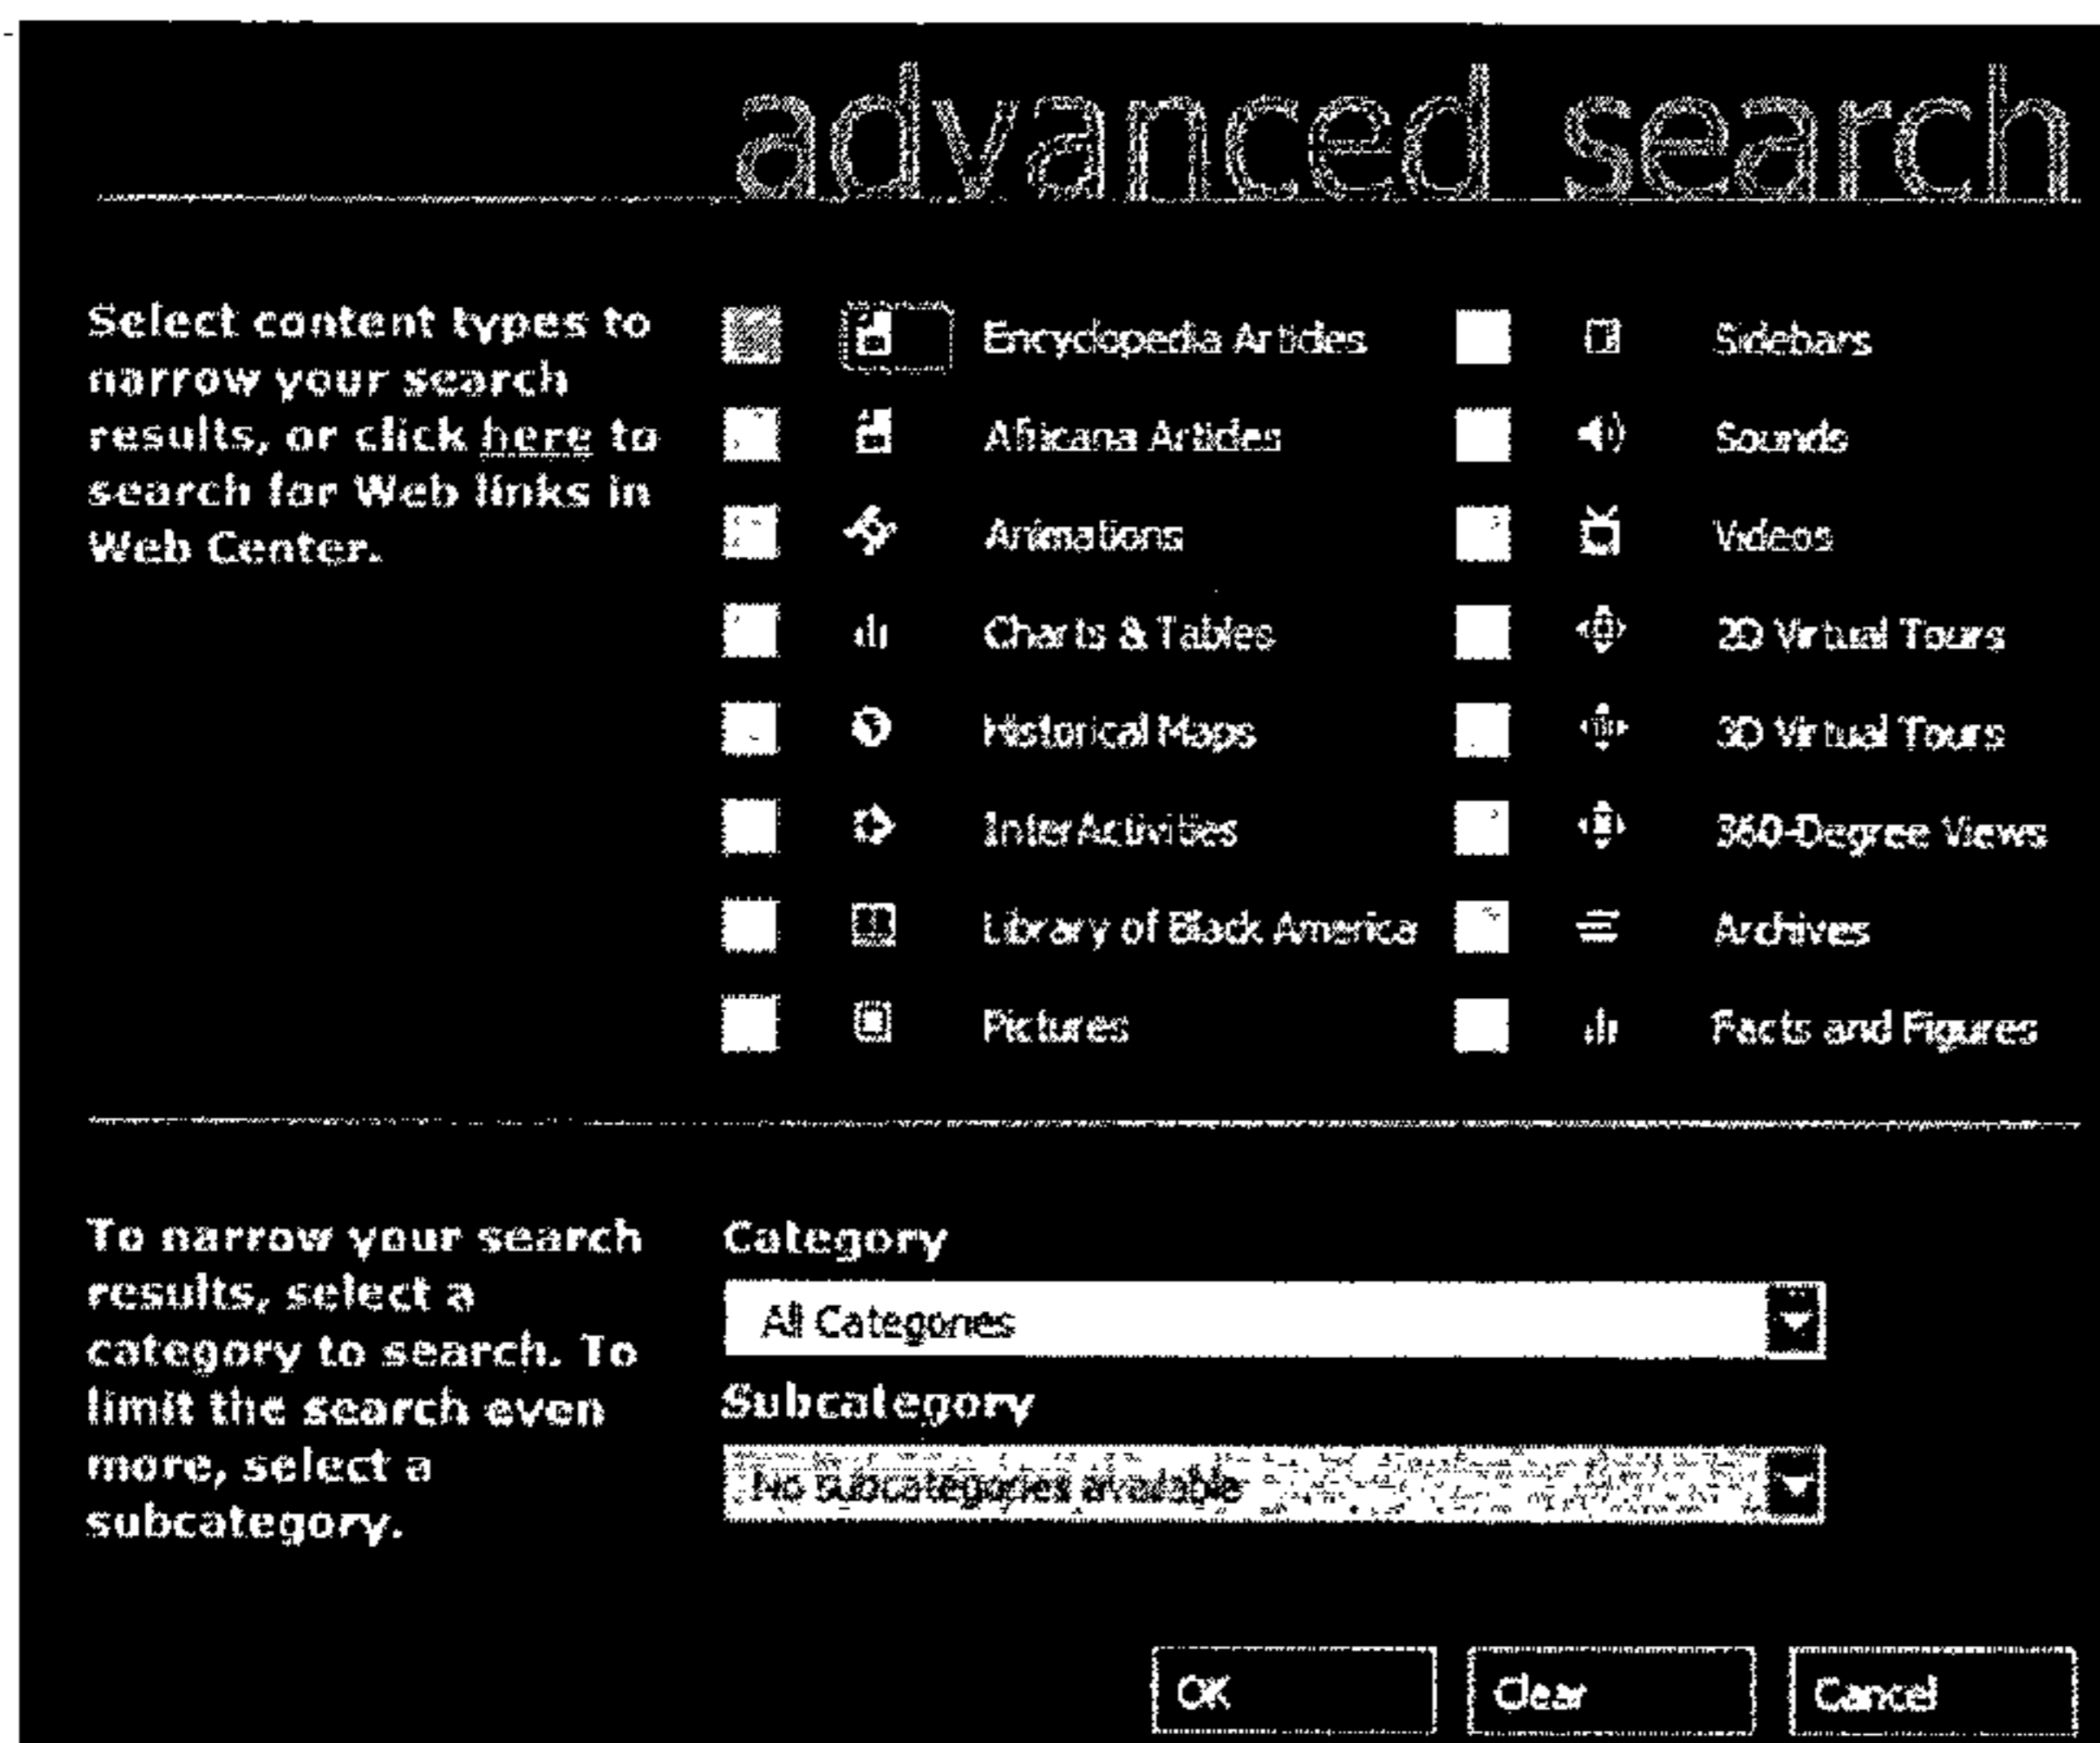 advanced search
Select content types to
narrow your search
results, or click here to
search for Web links in
Web Center.
Encyclopedia Articles
Africana Articles
Animations
Charts & Tables
Historical Maps
InterActivities
Library of Black America
Pictures
Sidebars
Sounds
Videos
2D Virtual Tours
3D Virtual Tours
360-Degree Views
Archives
Facts and Figures
To narrow your search
results, select a
category to search. To
limit the search even
more, select a
subcategory.
Category
All Categories
Subcategory
No subcategories available
OK
Clear
Cancel